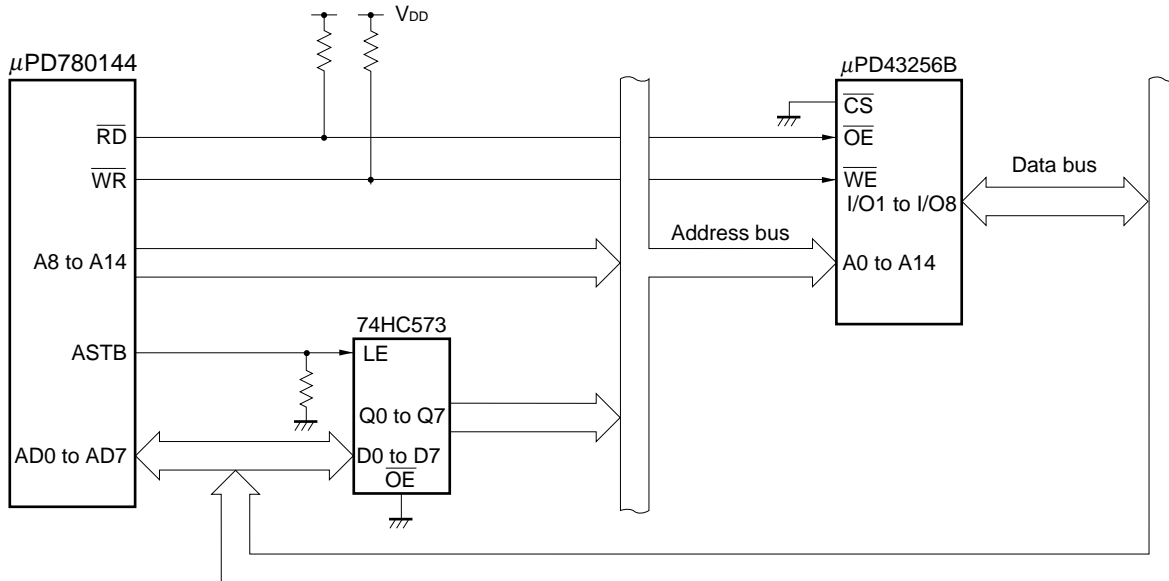 VDD
μPD780144
μPD43256B
CS
RD
OE
WR
WE
Data bus
I/O1 to I/O8
Address bus
A8 to A14
A0 to A14
74HC573
ASTB
LE
Q0 to Q7
AD0 to AD7
D0 to D7
OE